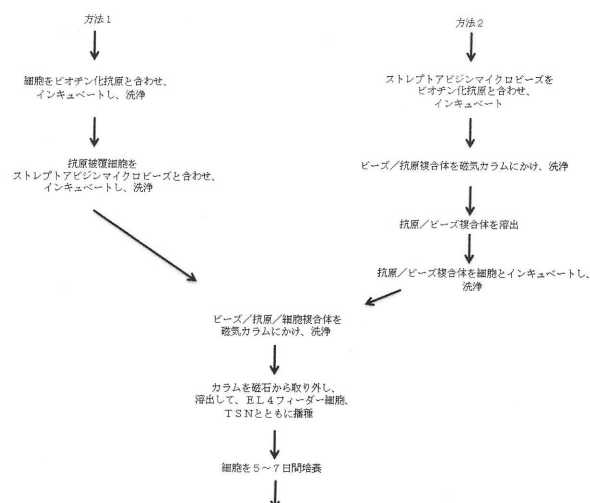 方法１
細胞をビオチン化抗原と合わせ、
インキュベートし、洗浄
抗原被覆細胞を
ストレプトアビジンマイクロビーズと合わせ、
インキュベートし、洗浄
方法２
ストレプトアビジンマイクロビーズを
ビオチン化抗原と合わせ、
インキュベート
ビーズ/抗原複合体を磁気カラムにかけ、洗浄
抗原／ビーズ複合体を溶出
抗原／ビーズ複合体を細胞とインキュベートし、
洗浄
ビーズ／抗原／細胞複合体を
磁気カラムにかけ、洗浄
カラムを磁石から取り外し、
溶出して、ＥＬ４フィーダー細胞、
ＴＳＮとともに播種
細胞を５～７日間培養